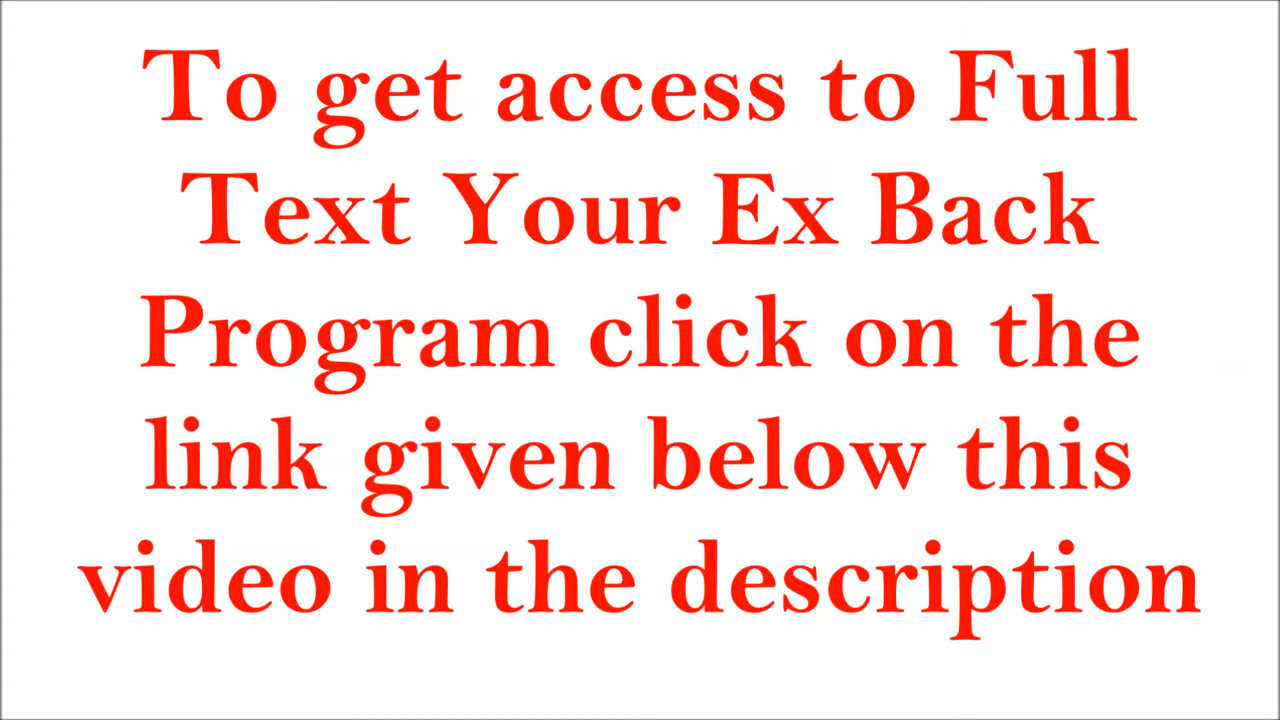 To get access to Full
Text Your Ex Back
Program click on the
link given below this
video in the description